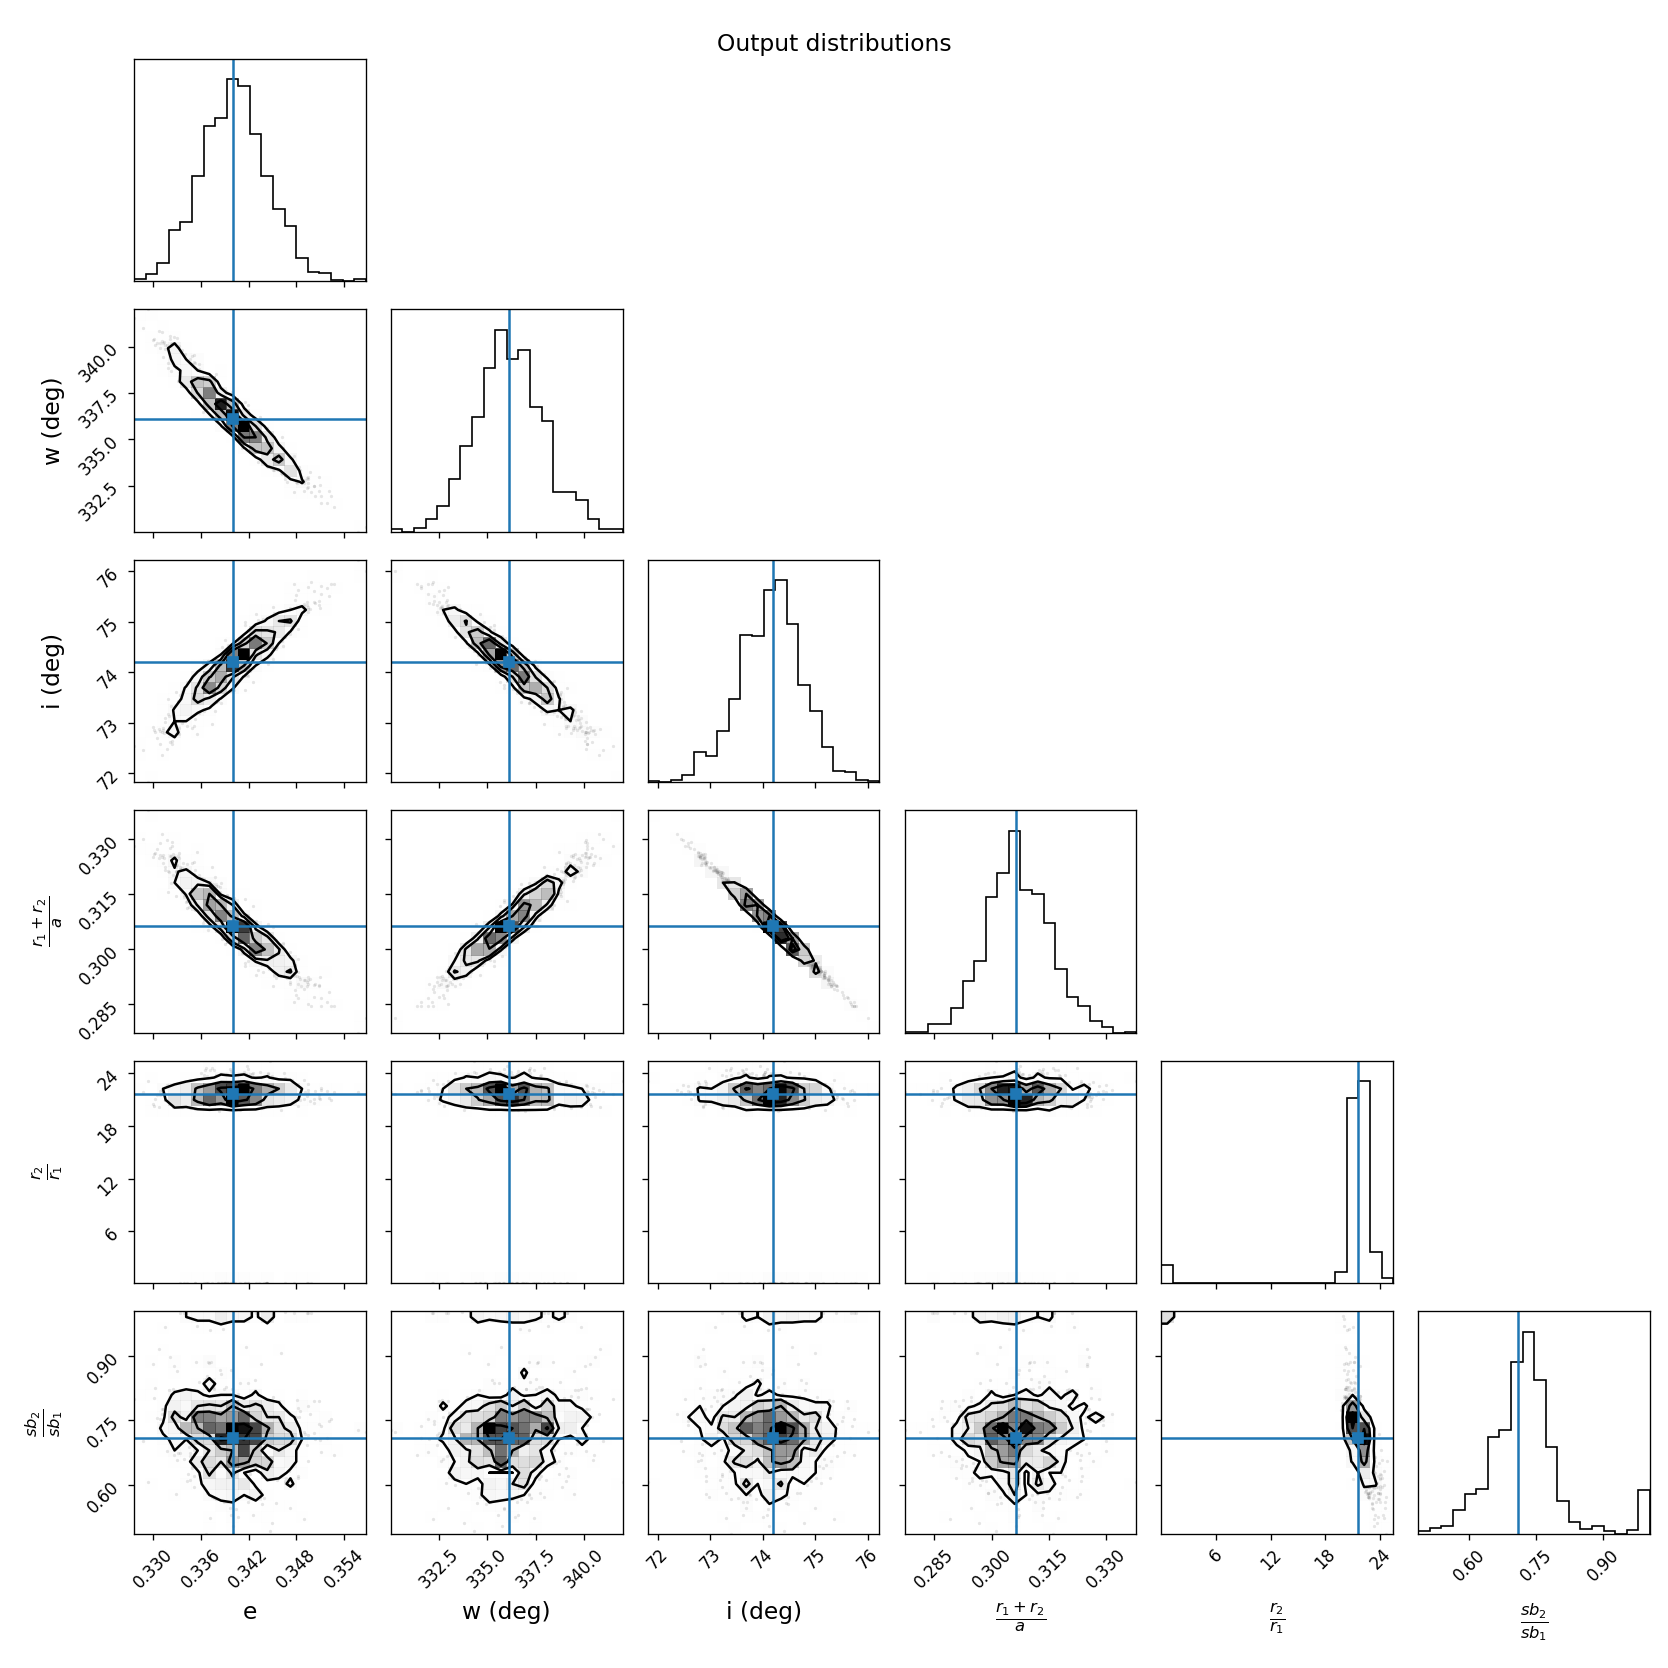 Output distributions
w (deg)
340.0
337.5
335.0
332.5
i (deg)
76
75
74
73
72
r₁ + r₂
a
0.330
0.315
0.300
0.285
r₂
r₁
24
18
12
6
sb₂
sb₁
0.90
0.75
0.60
0.330 0.336 0.342 0.348 0.354
332.5 335.0 337.5 340.0
72 73 74 75 76
0.285 0.300 0.315 0.330
6 12 18 24
0.60 0.75 0.90
e
w (deg)
i (deg)
r₁ + r₂
a
r₂
r₁
sb₂
sb₁